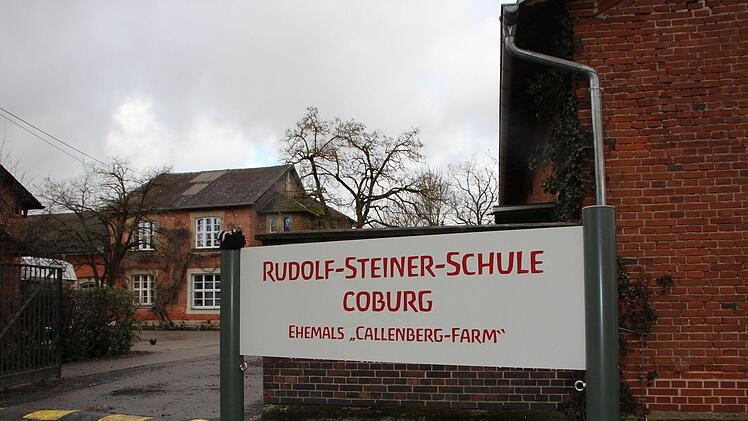 RUDOLF-STEINER-SCHULE
COBURG
EHEMALS „CALLENBERG-FARM“